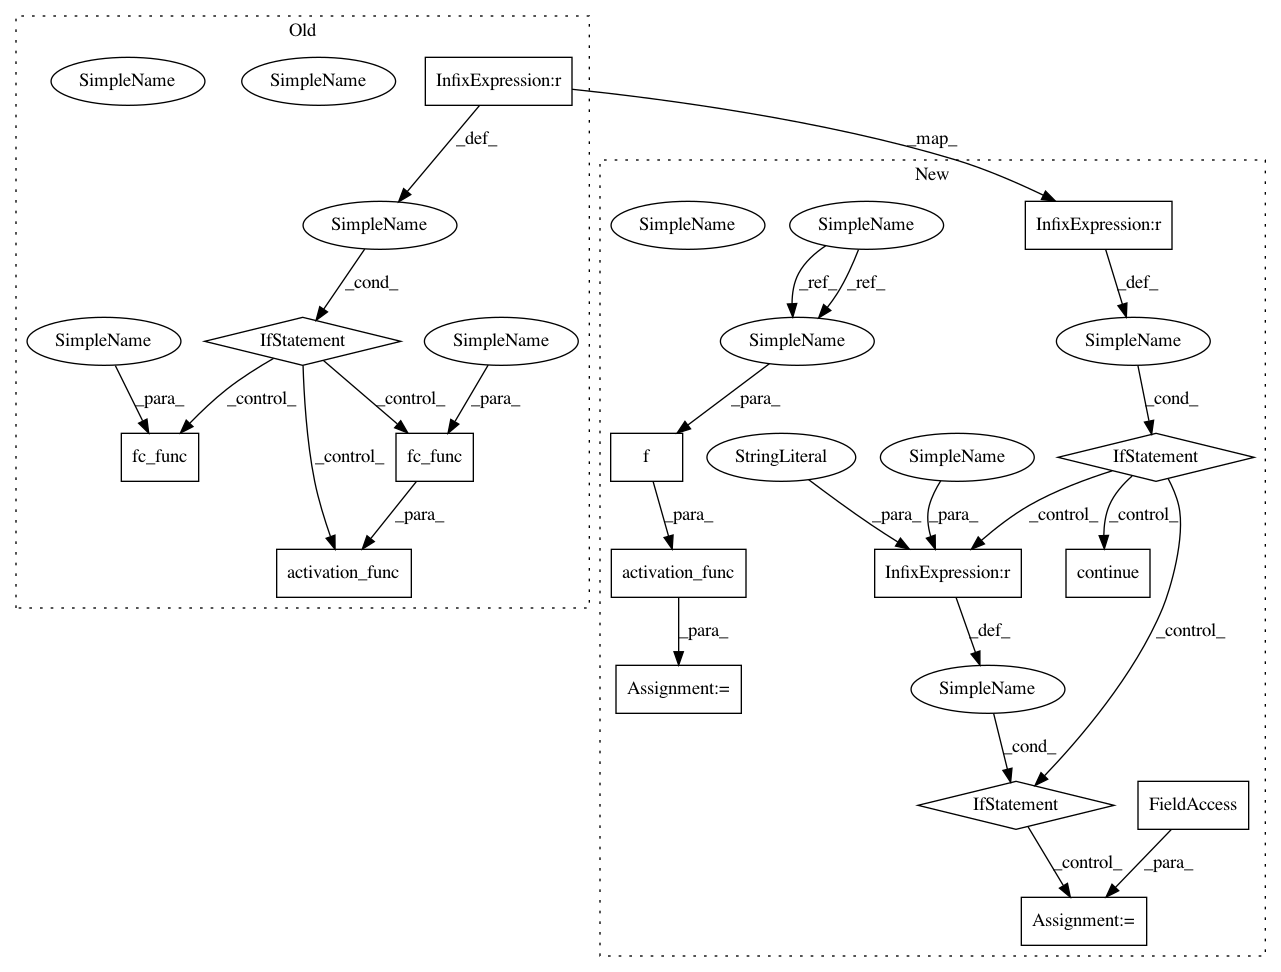 Old
SimpleName
SimpleName
InfixExpression:r
_def_
_map_
New
SimpleName
SimpleName
SimpleName
InfixExpression:r
_cond_
_ref_
_ref_
_def_
SimpleName
IfStatement
SimpleName
SimpleName
SimpleName
_para_
_control_
_control_
_para_
_para_
_cond_
fc_func
_control_
fc_func
f
StringLiteral
SimpleName
IfStatement
_para_
_para_
_para_
_para_
_control_
_control_
activation_func
activation_func
InfixExpression:r
continue
_para_
_def_
_control_
Assignment:=
SimpleName
_cond_
IfStatement
FieldAccess
_control_
_para_
Assignment:=